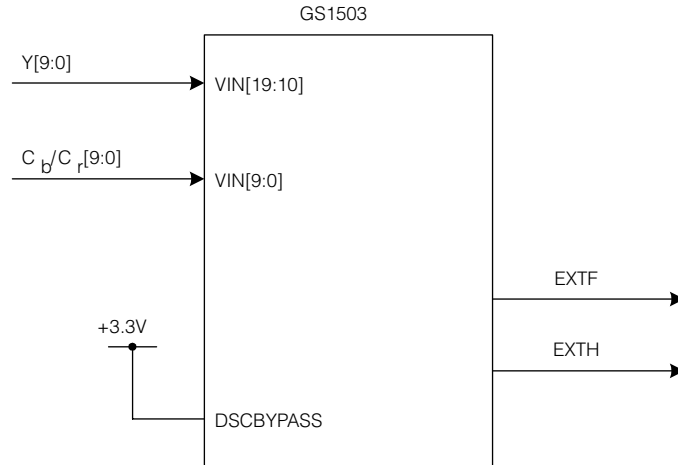 GS1503
Y[9:0]
VIN[19:10]
C b/C r[9:0]
VIN[9:0]
EXTF
+3.3V
EXTH
DSCBYPASS